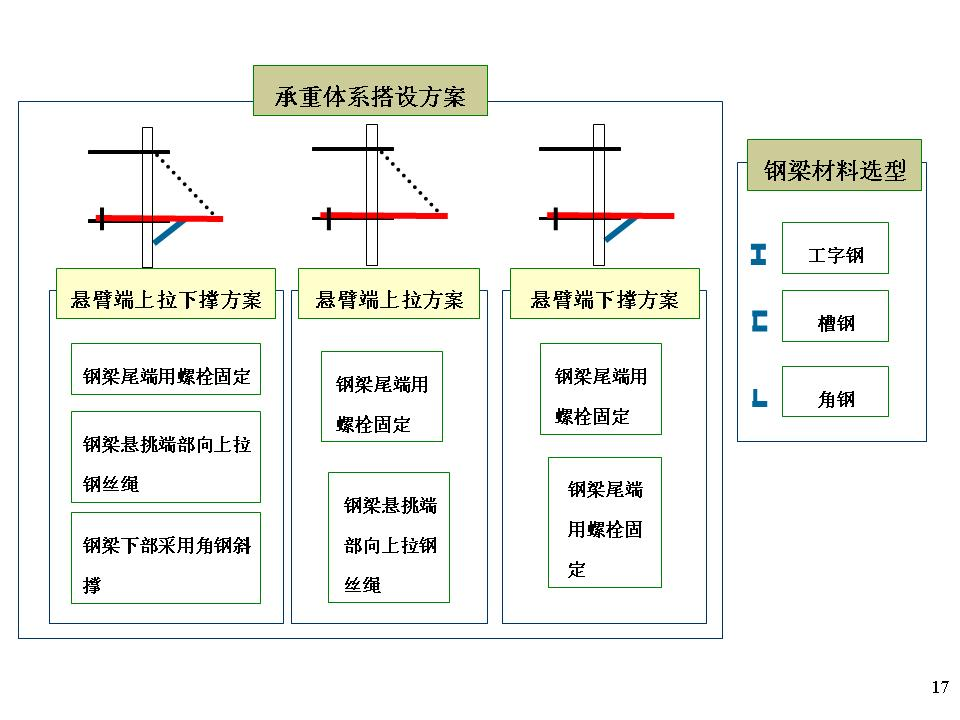 承重体系搭设方案
钢梁材料选型
工字钢
槽钢
角钢
悬臂端上拉下撑方案
悬臂端上拉方案
悬臂端下撑方案
钢梁尾端用螺栓固定
钢梁悬挑端部向上拉
钢丝绳
钢梁下部采用角钢斜
撑
钢梁尾端用
螺栓固定
钢梁悬挑端
部向上拉钢
丝绳
钢梁尾端用
螺栓固定
钢梁尾端
用螺栓固
定
17